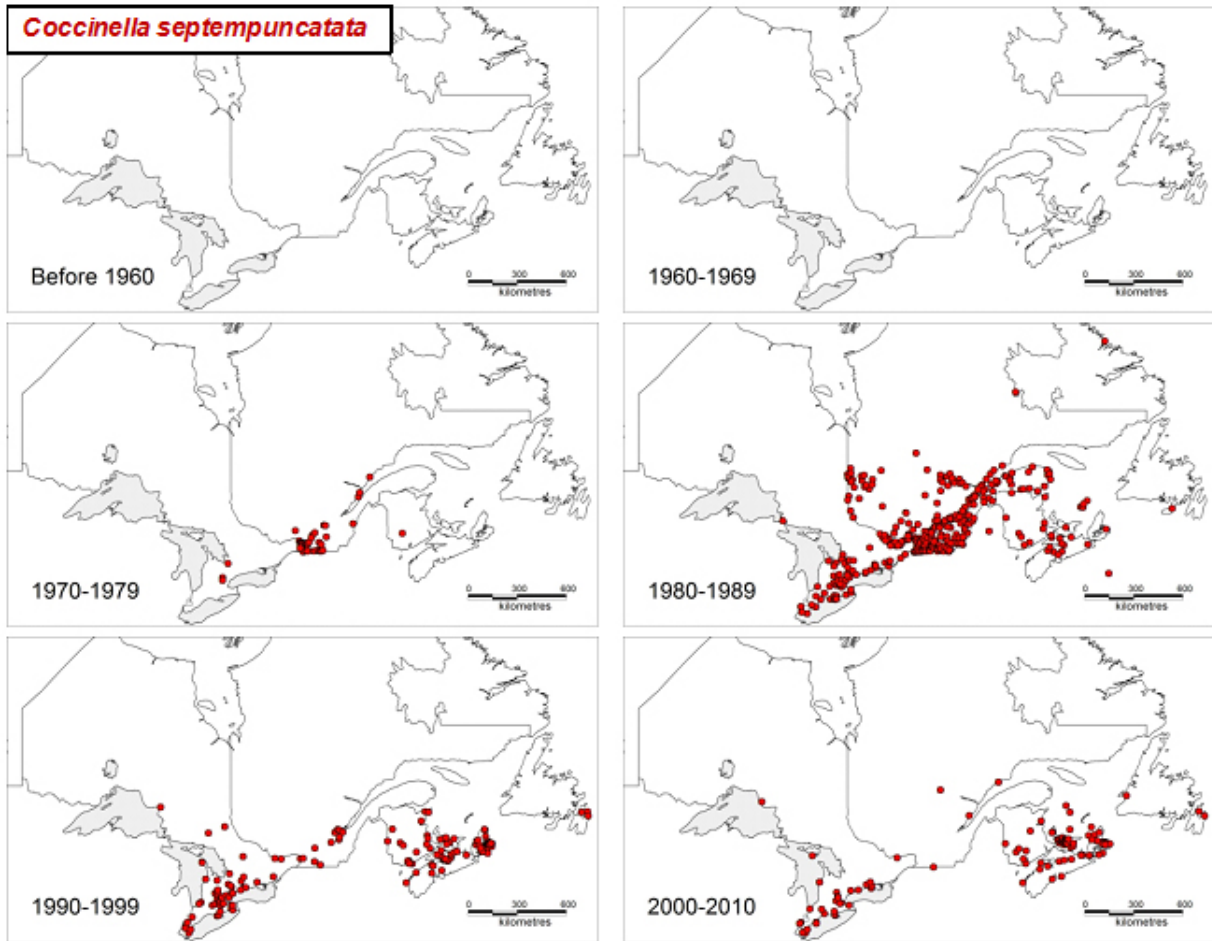 Coccinella septempuncatata
Before 1960
0 300 600
kilometres
1960-1969
0 300 600
kilometres
1970-1979
0 300 600
kilometres
1980-1989
0 300 600
kilometres
1990-1999
0 300 600
kilometres
2000-2010
0 300 600
kilometres